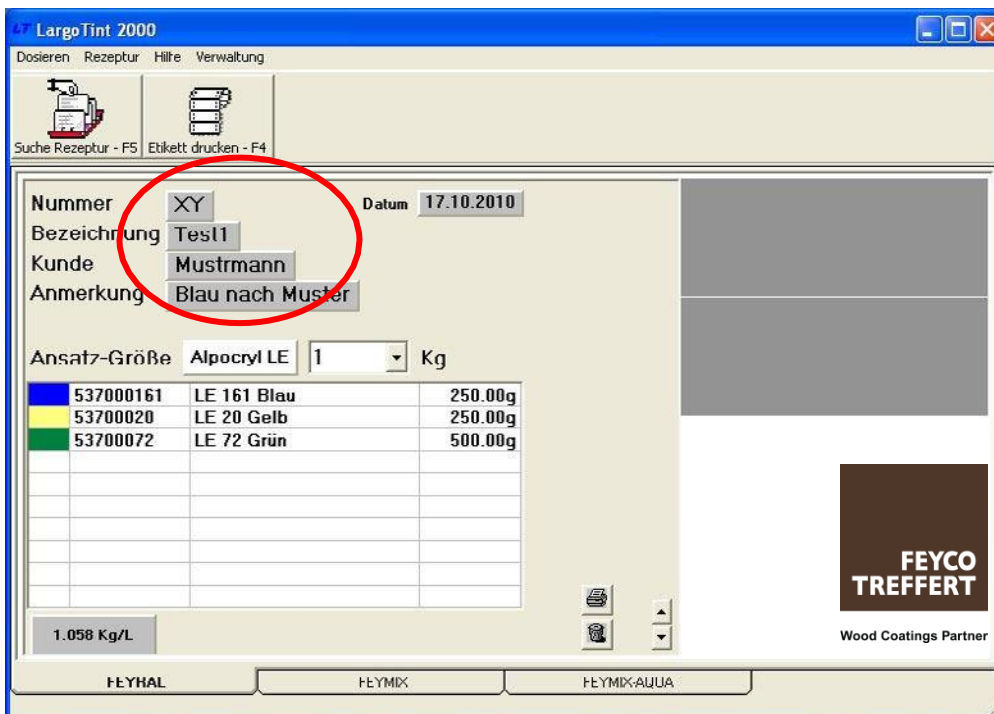 LT LargoTint 2000
Dosieren Rezeptur Hilfe Verwaltung
Suche Rezeptur - F5 Etikett drucken - F4
Nummer XY Datum 17.10.2010
Bezeichnung Test1
Kunde Mustrmann
Anmerkung Blau nach Muster
Ansatz-Größe Alpocryl LE 1 Kg
537000161 LE 161 Blau 250.00g
53700020 LE 20 Gelb 250.00g
53700072 LE 72 Grün 500.00g
FEYCO
TREFFERT
1.058 Kg/L Wood Coatings Partner
FEYHAL FEYMIX FEYMIX-AQUA